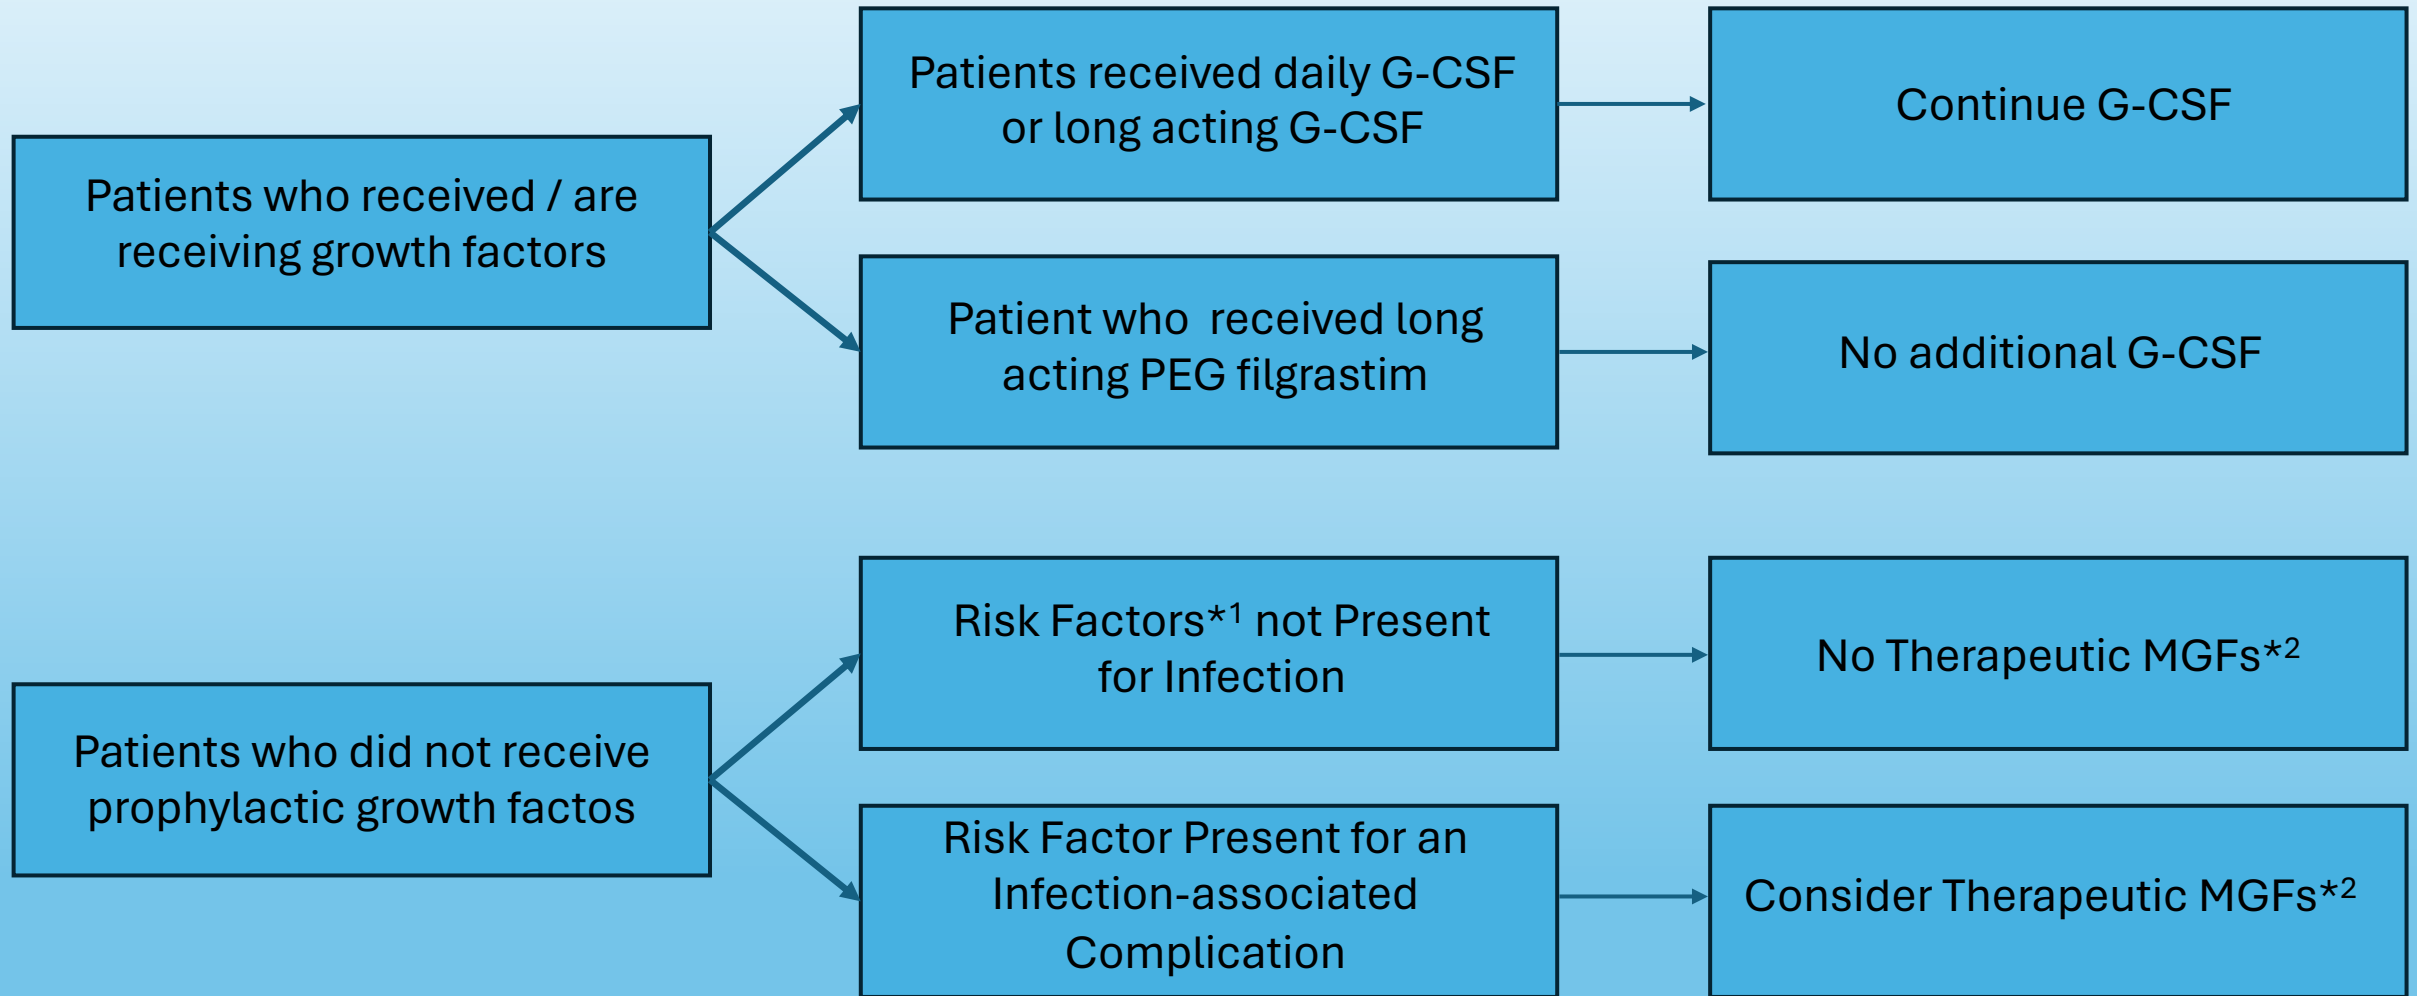 Patients received daily G-CSF
or long acting G-CSF
Continue G-CSF
Patients who received / are
receiving growth factors
Patient who  received long
acting PEG filgrastim
No additional G-CSF
Risk Factors*¹ not Present
for Infection
No Therapeutic MGFs*²
Patients who did not receive
prophylactic growth factos
Risk Factor Present for an
Infection-associated
Complication
Consider Therapeutic MGFs*²